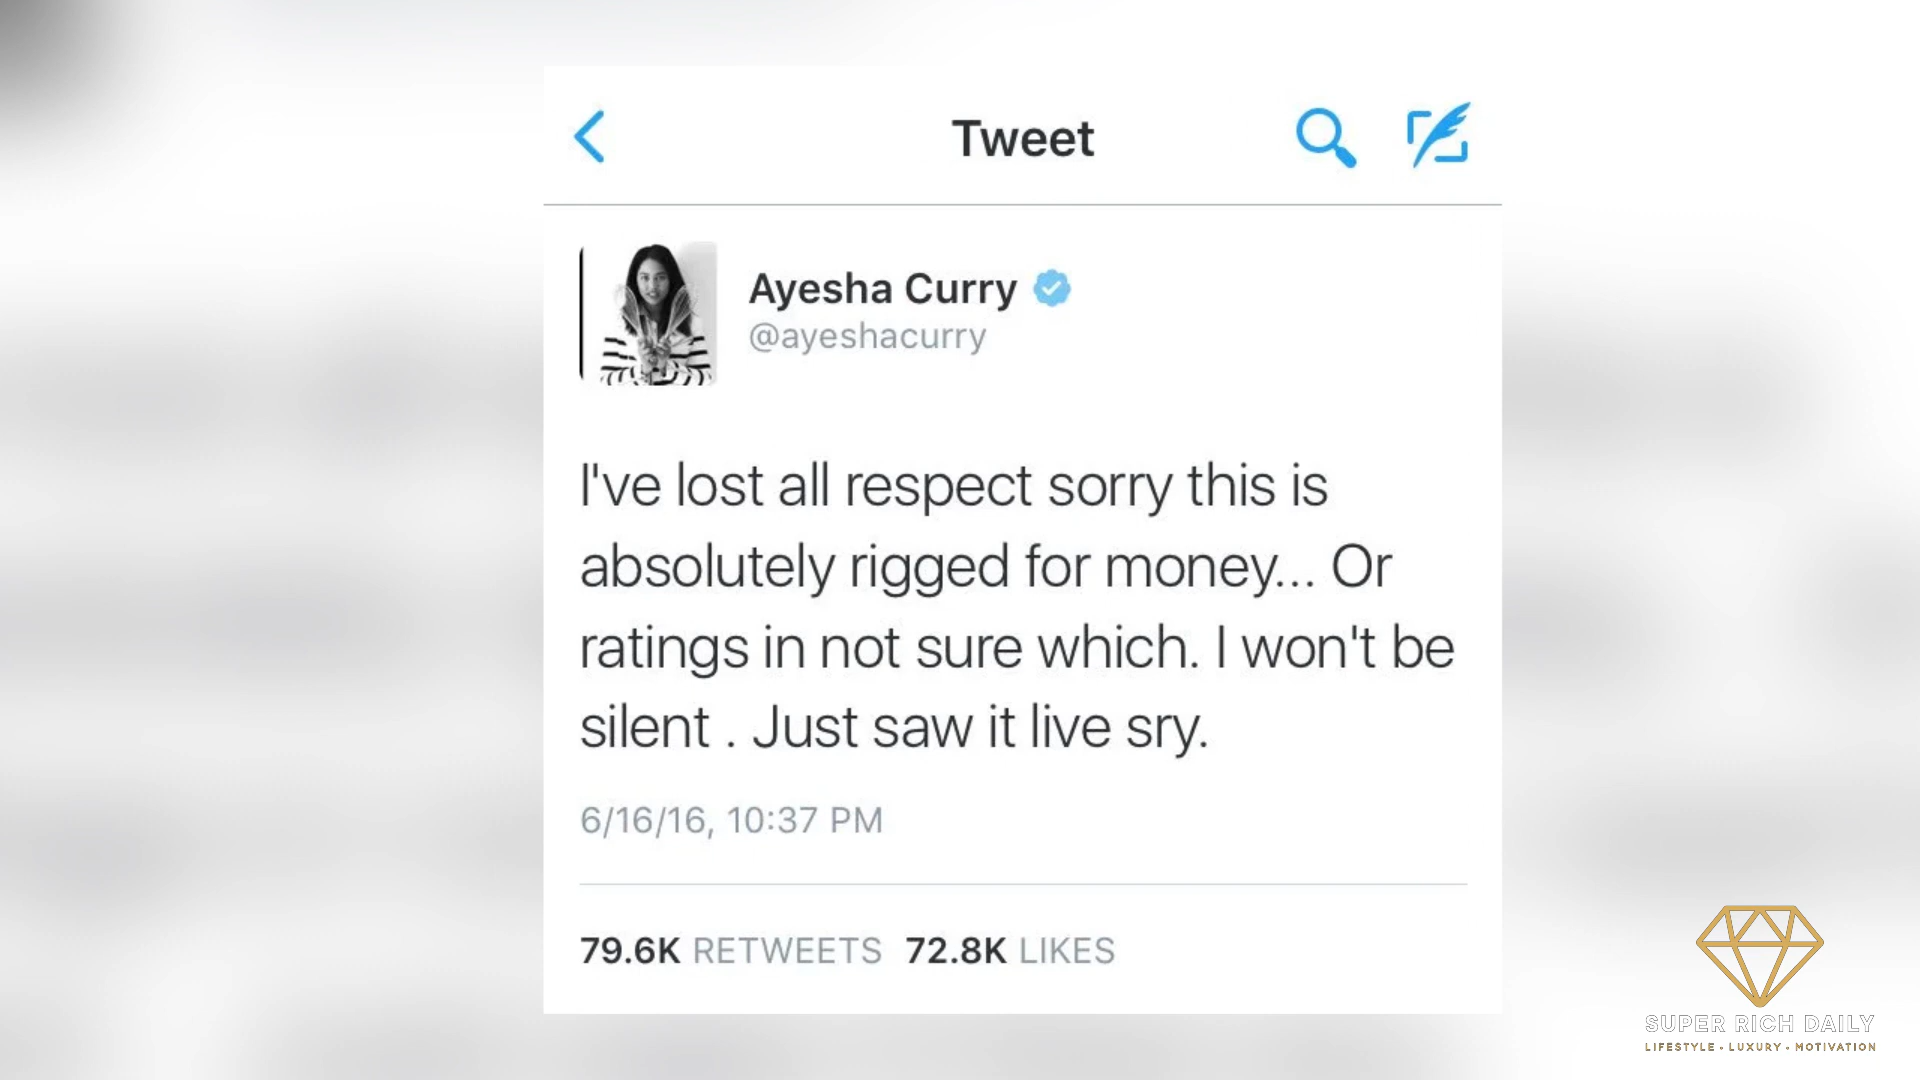 Tweet
Ayesha Curry
@ayeshacurry
I've lost all respect sorry this is
absolutely rigged for money... Or
ratings in not sure which. I won't be
silent . Just saw it live sry.
6/16/16, 10:37 PM
79.6K RETWEETS 72.8K LIKES
SUPER RICH DAILY
LIFESTYLE - LUXURY - MOTIVATION